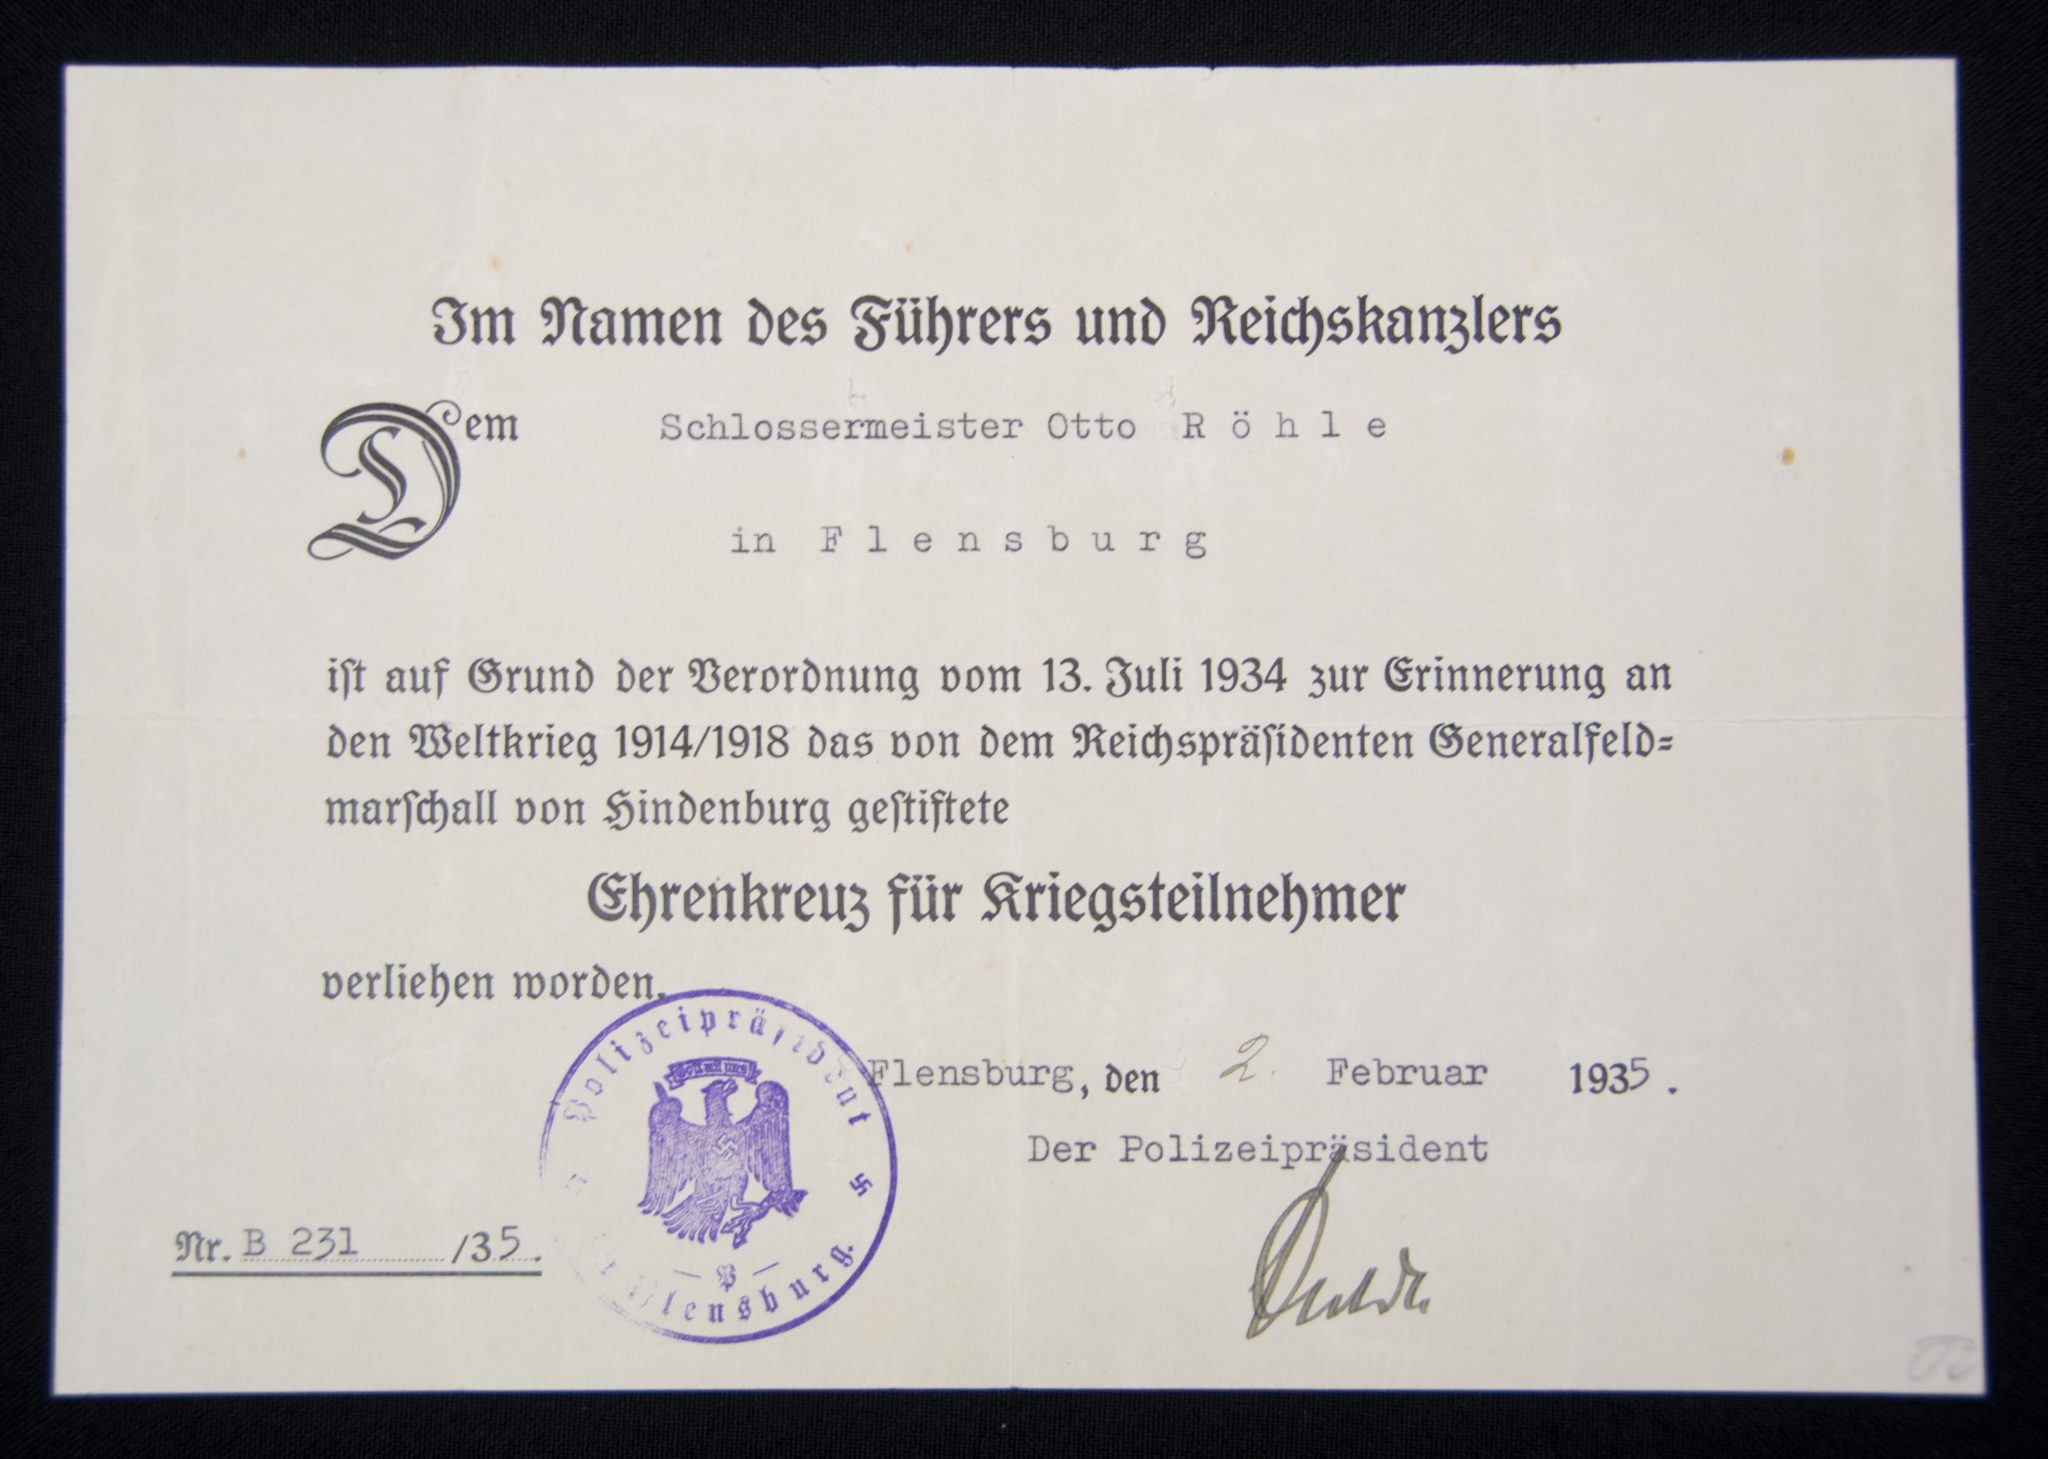 Im Namen des Führers und Reichskanzlers
Dem Schlossermeister Otto Röhle
in Flensburg
ist auf Grund der Verordnung vom 13. Juli 1934 zur Erinnerung an
den Weltkrieg 1914/1918 das von dem Reichspräsidenten Generalfeld=
marschall von Hindenburg gestiftete
Ehrenkreuz für Kriegsteilnehmer
verliehen worden.
Flensburg, den 2. Februar 1935.
Der Polizeipräsident
Nr. B 231 /35.
Polizeipräsident
Flensburg.